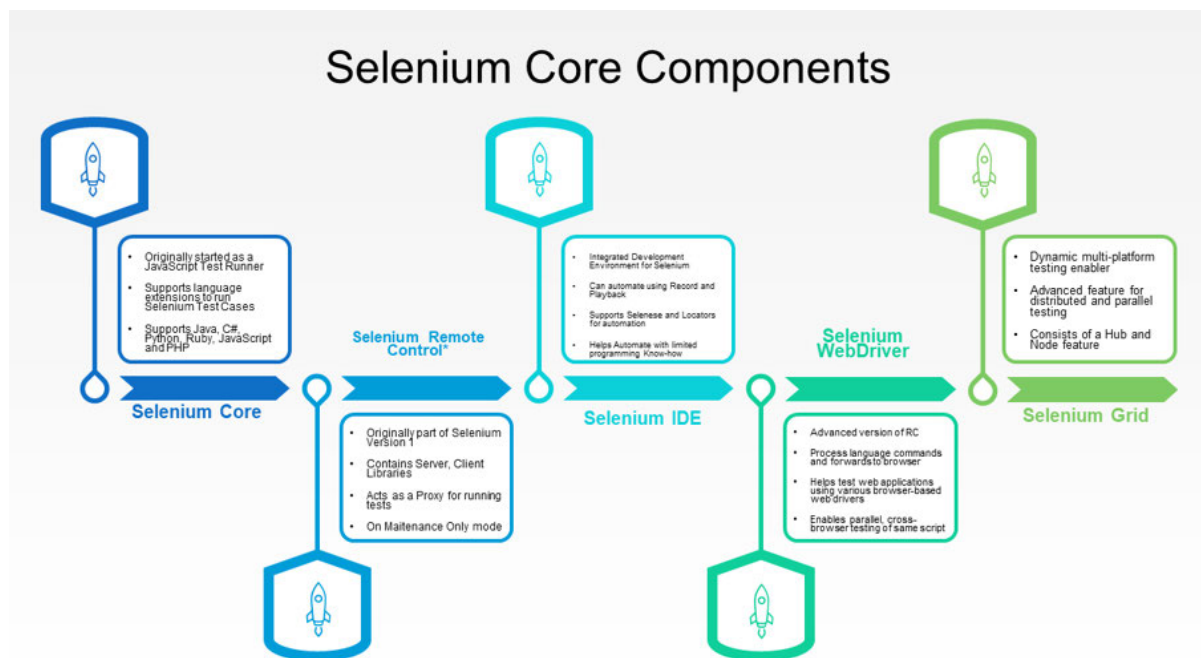 Selenium Core Components
Originally started as a
JavaScript Test Runner
Supports language
extensions to run
Selenium Test Cases
Supports Java, C#,
Python, Ruby, JavaScript
and PHP
Selenium Core
Selenium Remote
Control*
Originally part of Selenium
Version 1
Contains Server, Client
Libraries
Acts as a Proxy for running
tests
On Maitenance Only mode
Integrated Development
Environment for Selenium
Can automate using Record and
Playback
Supports Selenese and Locators
for automation
Helps Automate with limited
programming Know-how
Selenium IDE
Selenium
WebDriver
Advanced version of RC
Process language commands
and forwards to browser
Helps test web applications
using various browser-based
web drivers
Enables parallel, cross-
browser testing of same script
Dynamic multi-platform
testing enabler
Advanced feature for
distributed and parallel
testing
Consists of a Hub and
Node feature
Selenium Grid